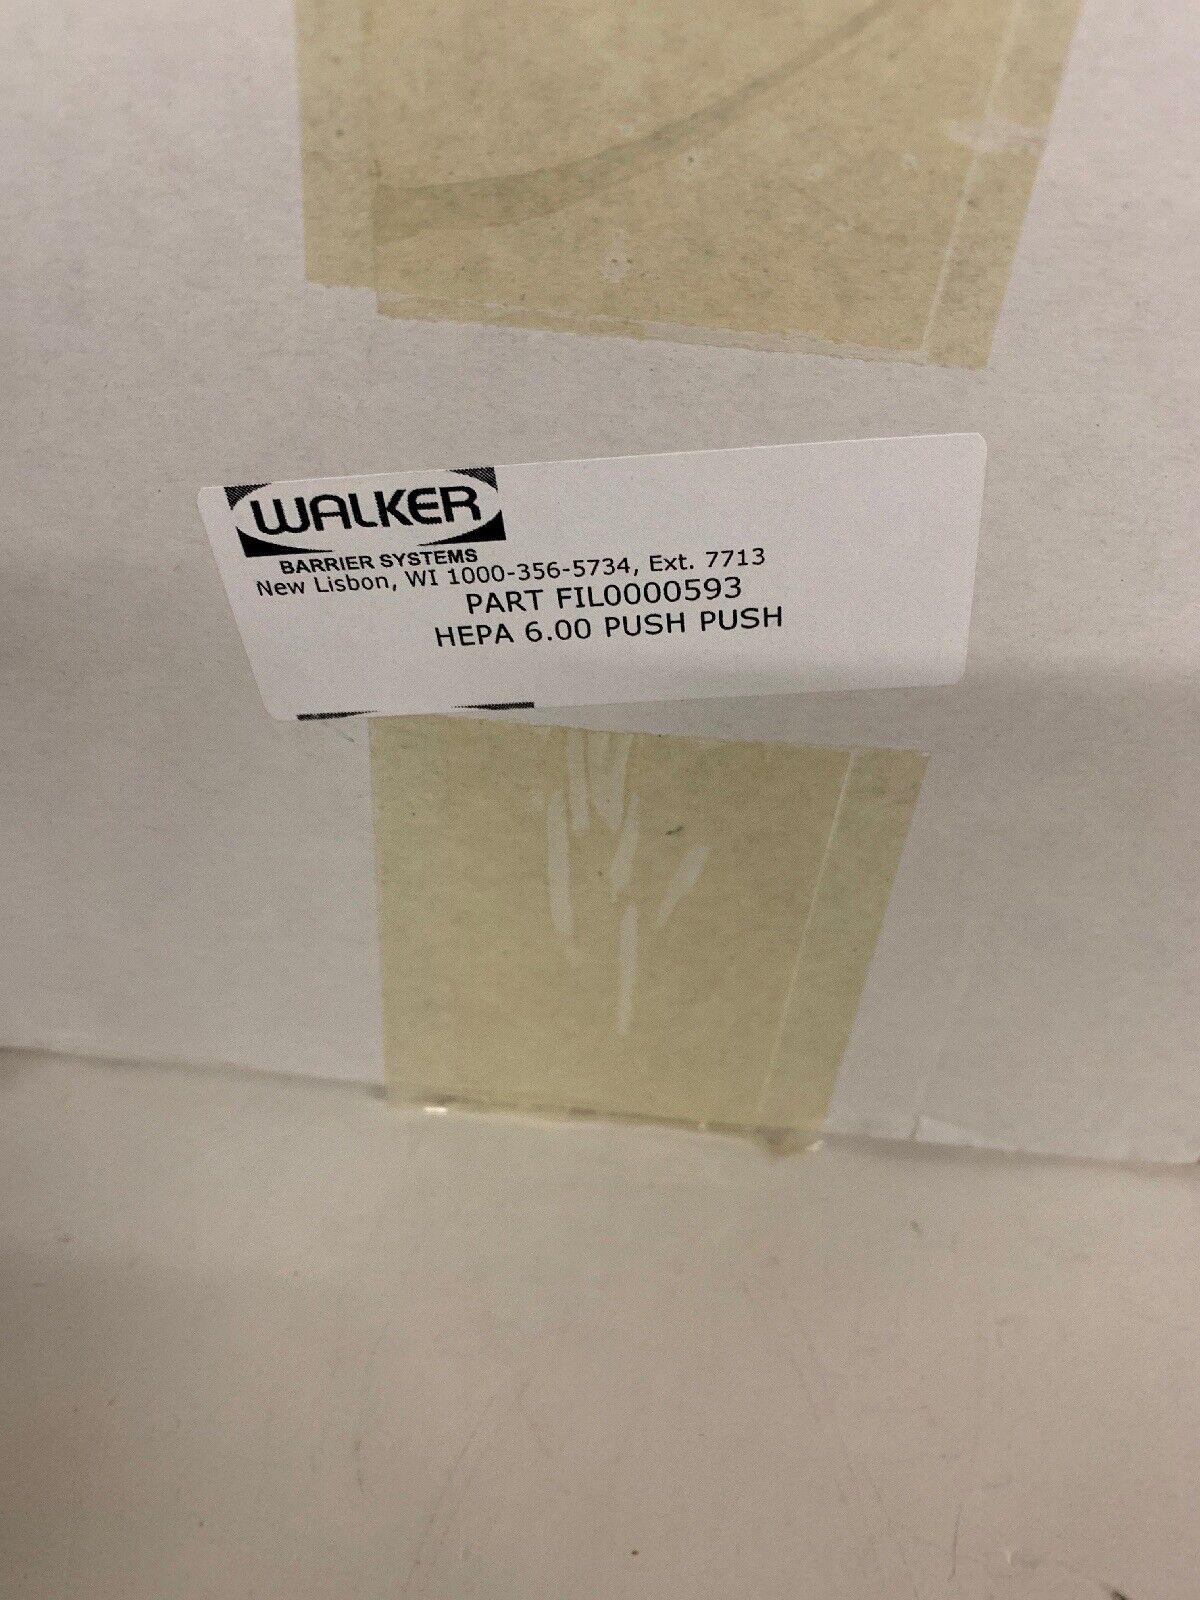 WALKER
BARRIER SYSTEMS
New Lisbon, WI 1000-356-5734, Ext. 7713
PART FIL0000593
HEPA 6.00 PUSH PUSH